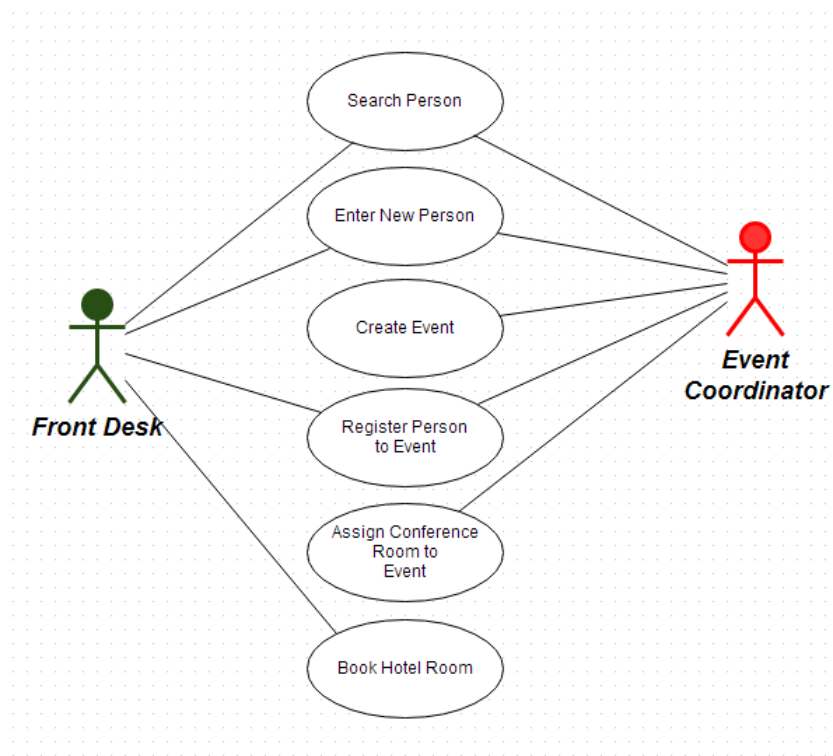 Search Person
Enter New Person
Create Event
Register Person
to Event
Assign Conference
Room to
Event
Book Hotel Room
Front Desk
Event
Coordinator